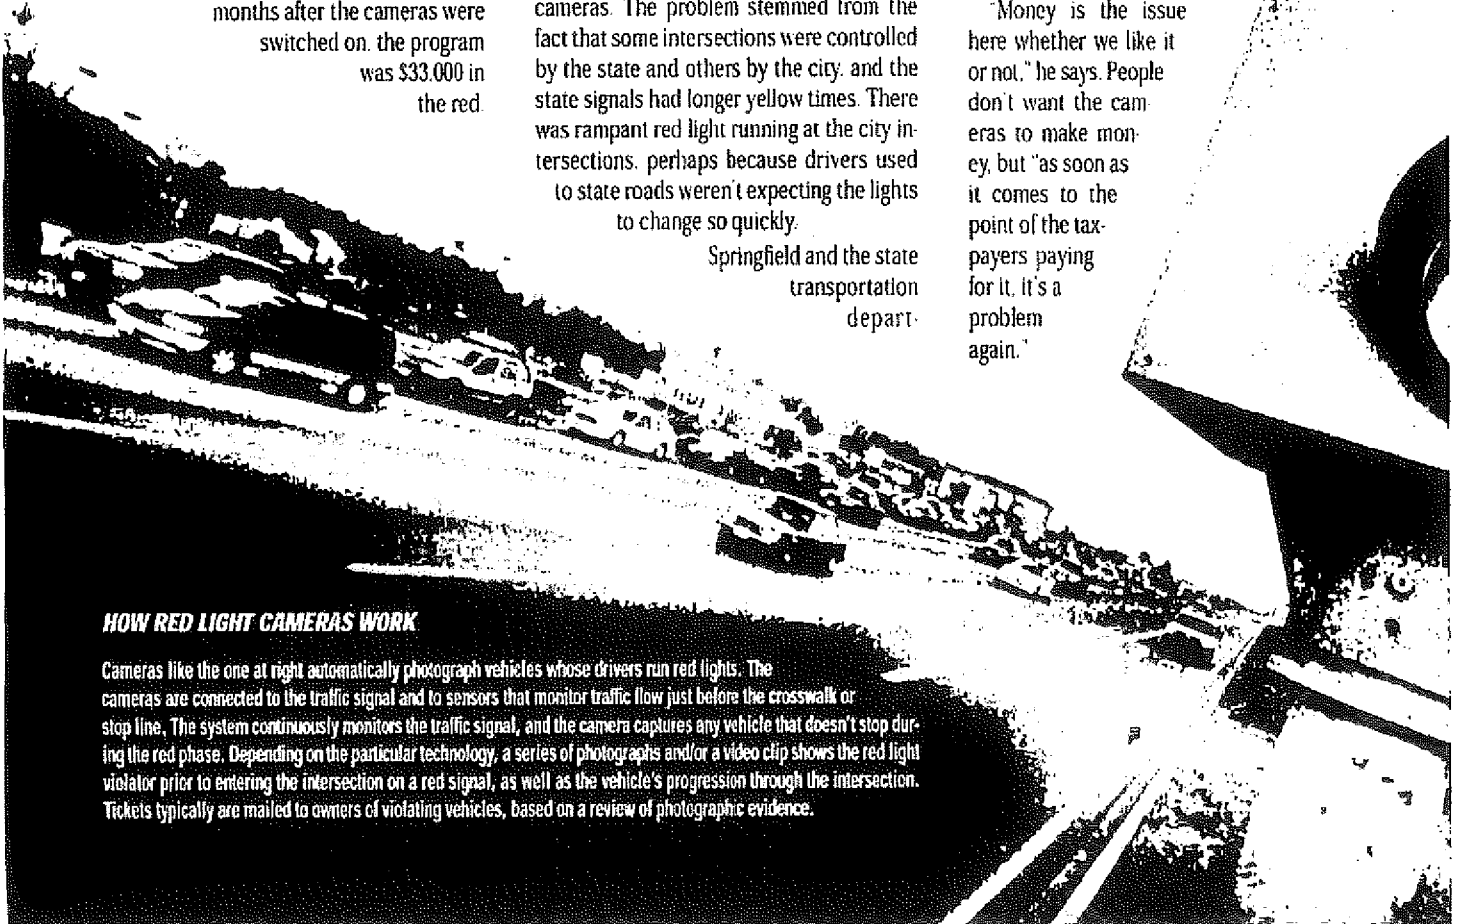 months after the cameras were
switched on. the program
was $33.000 in
the red.
cameras. The problem stemmed from the
fact that some intersections were controlled
by the state and others by the city. and the
state signals had longer yellow times. There
was rampant red light running at the city in-
tersections. perhaps because drivers used
to state roads weren't expecting the lights
to change so quickly.
Springfield and the state
transportation
depart-
"Money is the issue
here whether we like it
or not," he says. People
don't want the cam-
eras to make mon-
ey, but "as soon as
it comes to the
point of the tax-
payers paying
for it, it's a
problem
again."
HOW RED LIGHT CAMERAS WORK
Cameras like the one at right automatically photograph vehicles whose drivers run red lights. The
cameras are connected to the traffic signal and to sensors that monitor traffic flow just before the crosswalk or
stop line. The system continuously monitors the traffic signal, and the camera captures any vehicle that doesn't stop dur-
ing the red phase. Depending on the particular technology, a series of photographs and/or a video clip shows the red light
violator prior to entering the intersection on a red signal, as well as the vehicle's progression through the intersection.
Tickets typically are mailed to owners of violating vehicles, based on a review of photographic evidence.